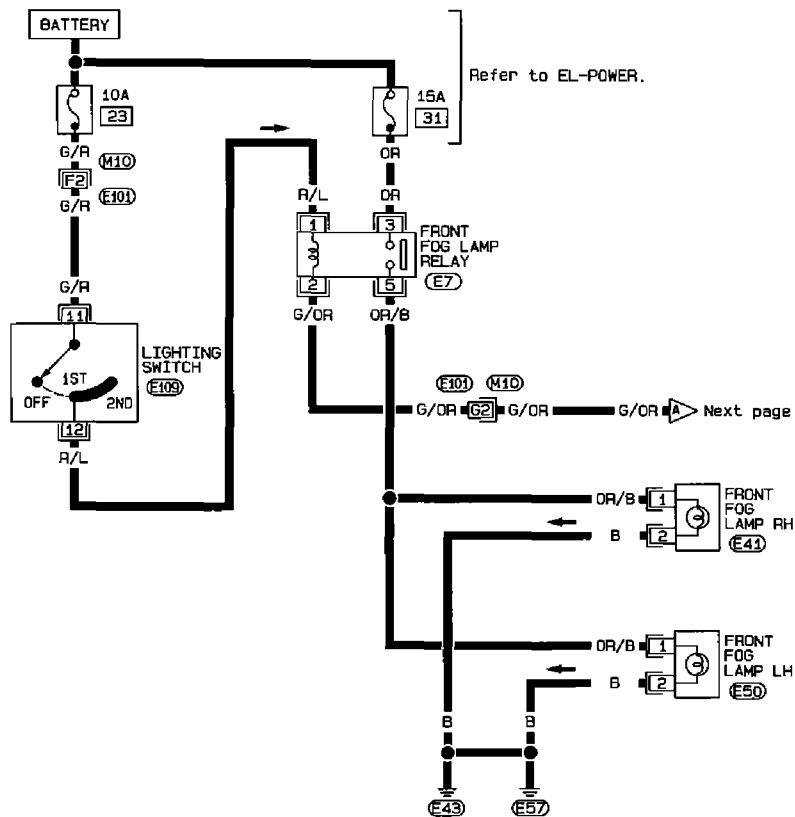 BATTERY
Refer to EL-POWER.
10A
23
15A
31
G/R
M10
OR
F2
E101
G/R
R/L
OR
1
3
FRONT
FOG LAMP
RELAY
E7
2
5
G/R
G/OR
OR/B
11
LIGHTING
SWITCH
E109
1ST
OFF
2ND
12
R/L
E101
M10
G/OR
G2
G/OR
G/OR
A
Next page
OR/B
1
FRONT
FOG
LAMP RH
E41
B
2
OR/B
1
FRONT
FOG
LAMP LH
E50
B
2
B
B
E43
E57